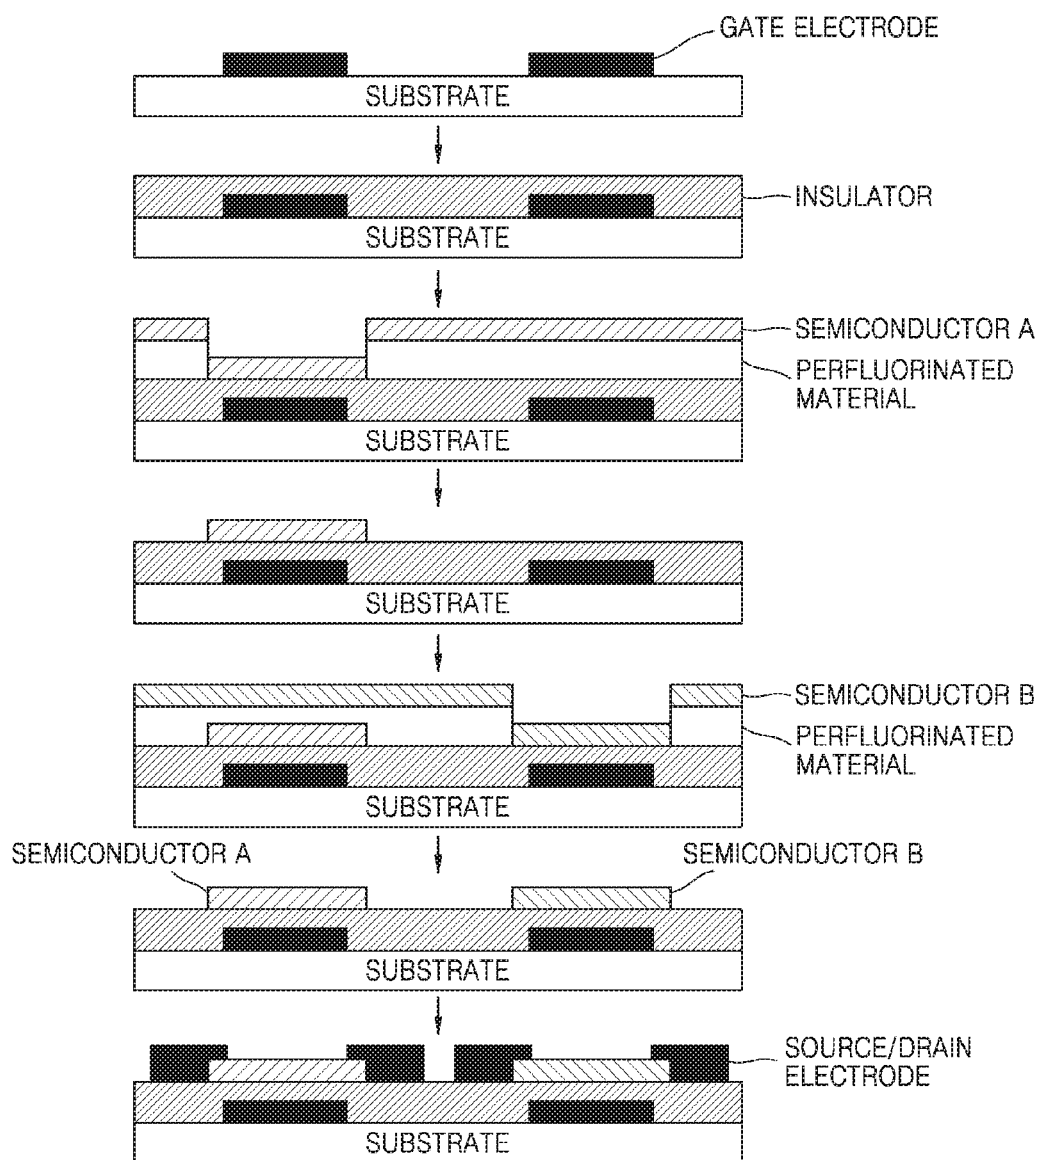 GATE ELECTRODE
SUBSTRATE
INSULATOR
SUBSTRATE
SEMICONDUCTOR A
PERFLUORINATED
MATERIAL
SUBSTRATE
SUBSTRATE
SEMICONDUCTOR B
PERFLUORINATED
MATERIAL
SUBSTRATE
SEMICONDUCTOR A
SEMICONDUCTOR B
SUBSTRATE
SOURCE/DRAIN
ELECTRODE
SUBSTRATE